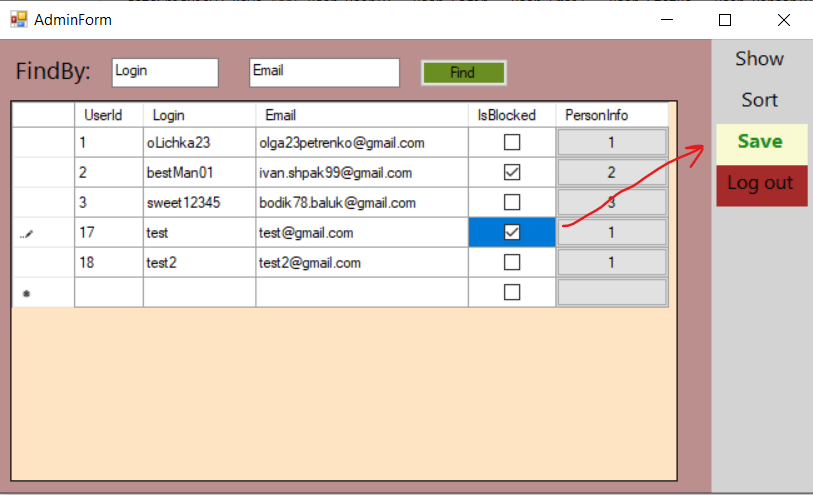 AdminForm
FindBy: Login Email Find
UserId Login Email IsBlocked PersonInfo
1 oLichka23 olga23petrenko@gmail.com 1
2 bestMan01 ivan.shpak99@gmail.com 2
3 sweet12345 bodik78.baluk@gmail.com 3
17 test test@gmail.com 1
18 test2 test2@gmail.com 1
Show
Sort
Save
Log out